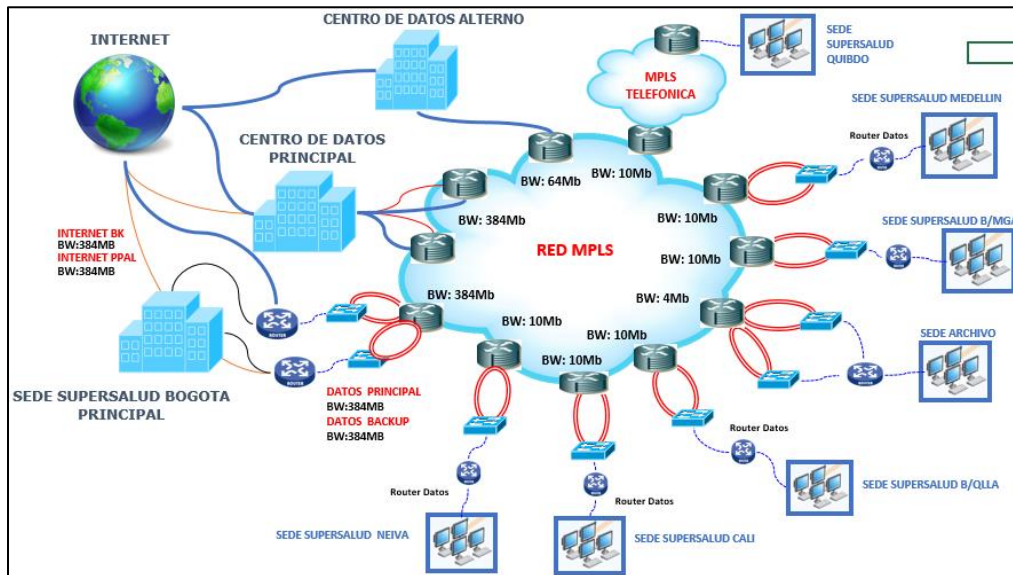 CENTRO DE DATOS ALTERNO
INTERNET
SEDE
SUPERSALUD
QUIBDO
MPLS
TELEFONICA
SEDE SUPERSALUD MEDELLIN
Router Datos
CENTRO DE DATOS
PRINCIPAL
BW: 64Mb
BW: 10Mb
BW: 384Mb
BW: 10Mb
SEDE SUPERSALUD B/MGA
INTERNET BK
BW:384MB
INTERNET PPAL
BW:384MB
RED MPLS
BW: 10Mb
BW: 384Mb
BW: 4Mb
BW: 10Mb
BW: 10Mb
BW: 10Mb
SEDE ARCHIVO
ROUTER
ROUTER
SEDE SUPERSALUD BOGOTA
PRINCIPAL
DATOS PRINCIPAL
BW:384MB
DATOS BACKUP
BW:384MB
Router Datos
SEDE SUPERSALUD B/QLLA
Router Datos
Router Datos
SEDE SUPERSALUD NEIVA
SEDE SUPERSALUD CALI